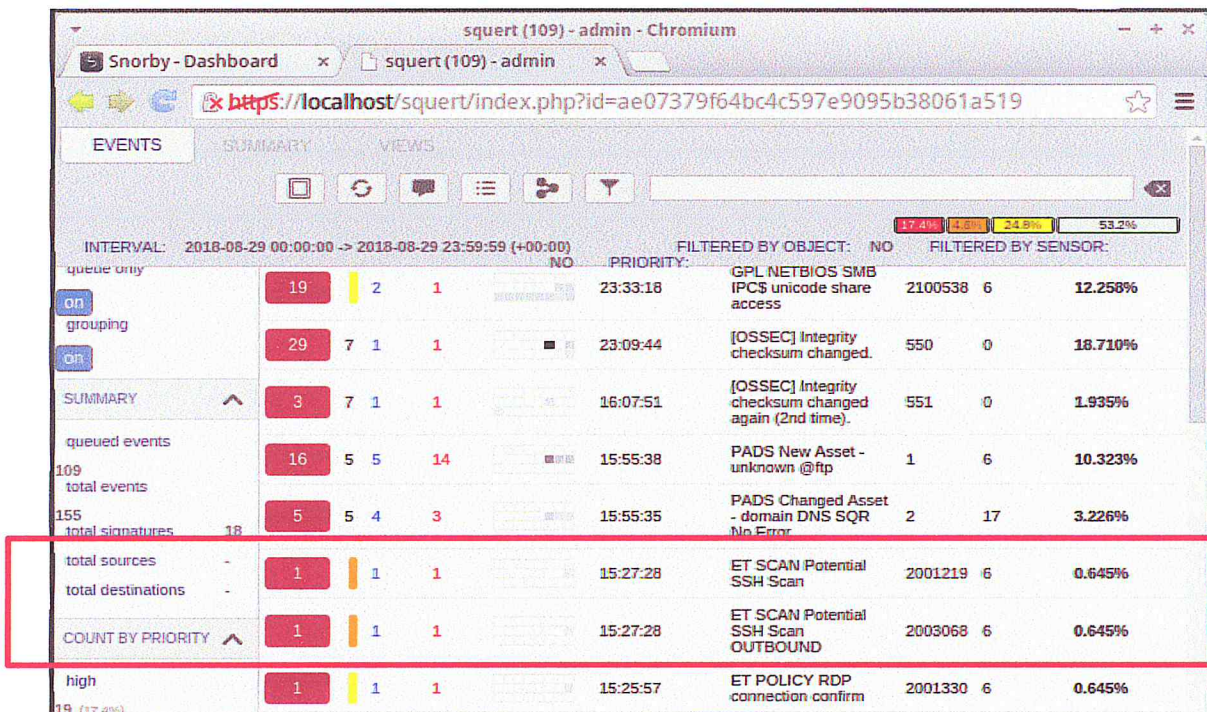 squert (109) - admin - Chromium
Snorby - Dashboard × squert (109) - admin ×
https://localhost/squert/index.php?id=ae07379f64bc4c597e9095b38061a519
EVENTS SUMMARY VIEWS
17.4% 4.6% 24.8% 53.2%
INTERVAL: 2018-08-29 00:00:00 -> 2018-08-29 23:59:59 (+00:00) FILTERED BY OBJECT: NO FILTERED BY SENSOR:
NO PRIORITY:
queue only
on
grouping
on
SUMMARY
queued events
109
total events
155
total signatures 18
total sources -
total destinations -
COUNT BY PRIORITY
high
19 (17.4%)
19 2 1 23:33:18 GPL NETBIOS SMB 2100538 6 12.258%
IPC$ unicode share
access
29 7 1 1 23:09:44 [OSSEC] Integrity 550 0 18.710%
checksum changed.
3 7 1 1 16:07:51 [OSSEC] Integrity 551 0 1.935%
checksum changed
again (2nd time).
16 5 5 14 15:55:38 PADS New Asset - 1 6 10.323%
unknown @ftp
5 5 4 3 15:55:35 PADS Changed Asset 2 17 3.226%
- domain DNS SQR
No Error
1 1 1 15:27:28 ET SCAN Potential 2001219 6 0.645%
SSH Scan
1 1 1 15:27:28 ET SCAN Potential 2003068 6 0.645%
SSH Scan
OUTBOUND
1 1 1 15:25:57 ET POLICY RDP 2001330 6 0.645%
connection confirm